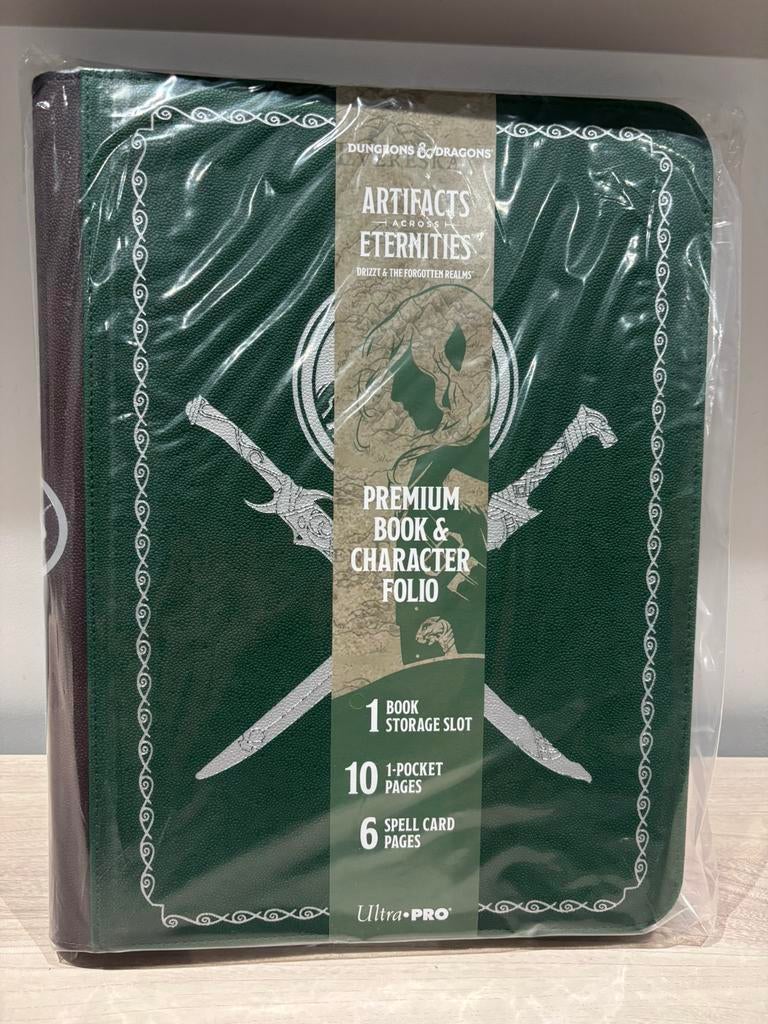 DUNGEONS & DRAGONS®
ARTIFACTS
ACROSS
ETERNITIES
DRIZZT & THE FORGOTTEN REALMS™
PREMIUM
BOOK &
CHARACTER
FOLIO
1 BOOK
STORAGE SLOT
10 1-POCKET
PAGES
6 SPELL CARD
PAGES
Ultra•PRO®